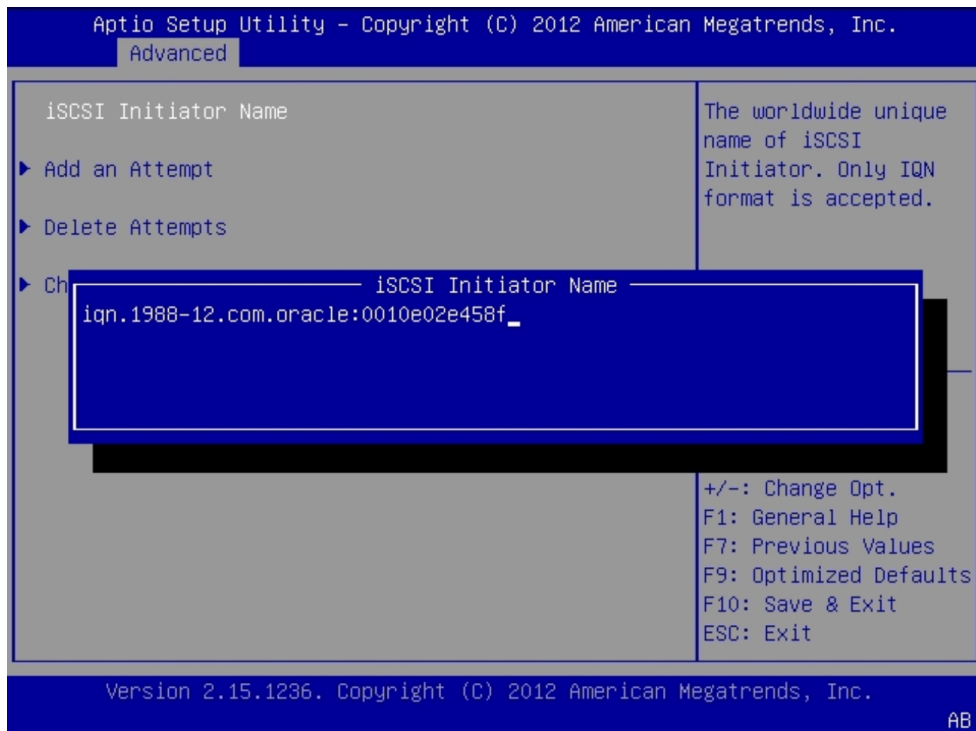 Aptio Setup Utility – Copyright (C) 2012 American Megatrends, Inc.
Advanced
iSCSI Initiator Name
Add an Attempt
Delete Attempts
Ch
The worldwide unique
name of iSCSI
Initiator. Only IQN
format is accepted.
iSCSI Initiator Name
iqn.1988-12.com.oracle:0010e02e458f_
+/-: Change Opt.
F1: General Help
F7: Previous Values
F9: Optimized Defaults
F10: Save & Exit
ESC: Exit
Version 2.15.1236. Copyright (C) 2012 American Megatrends, Inc.
AB